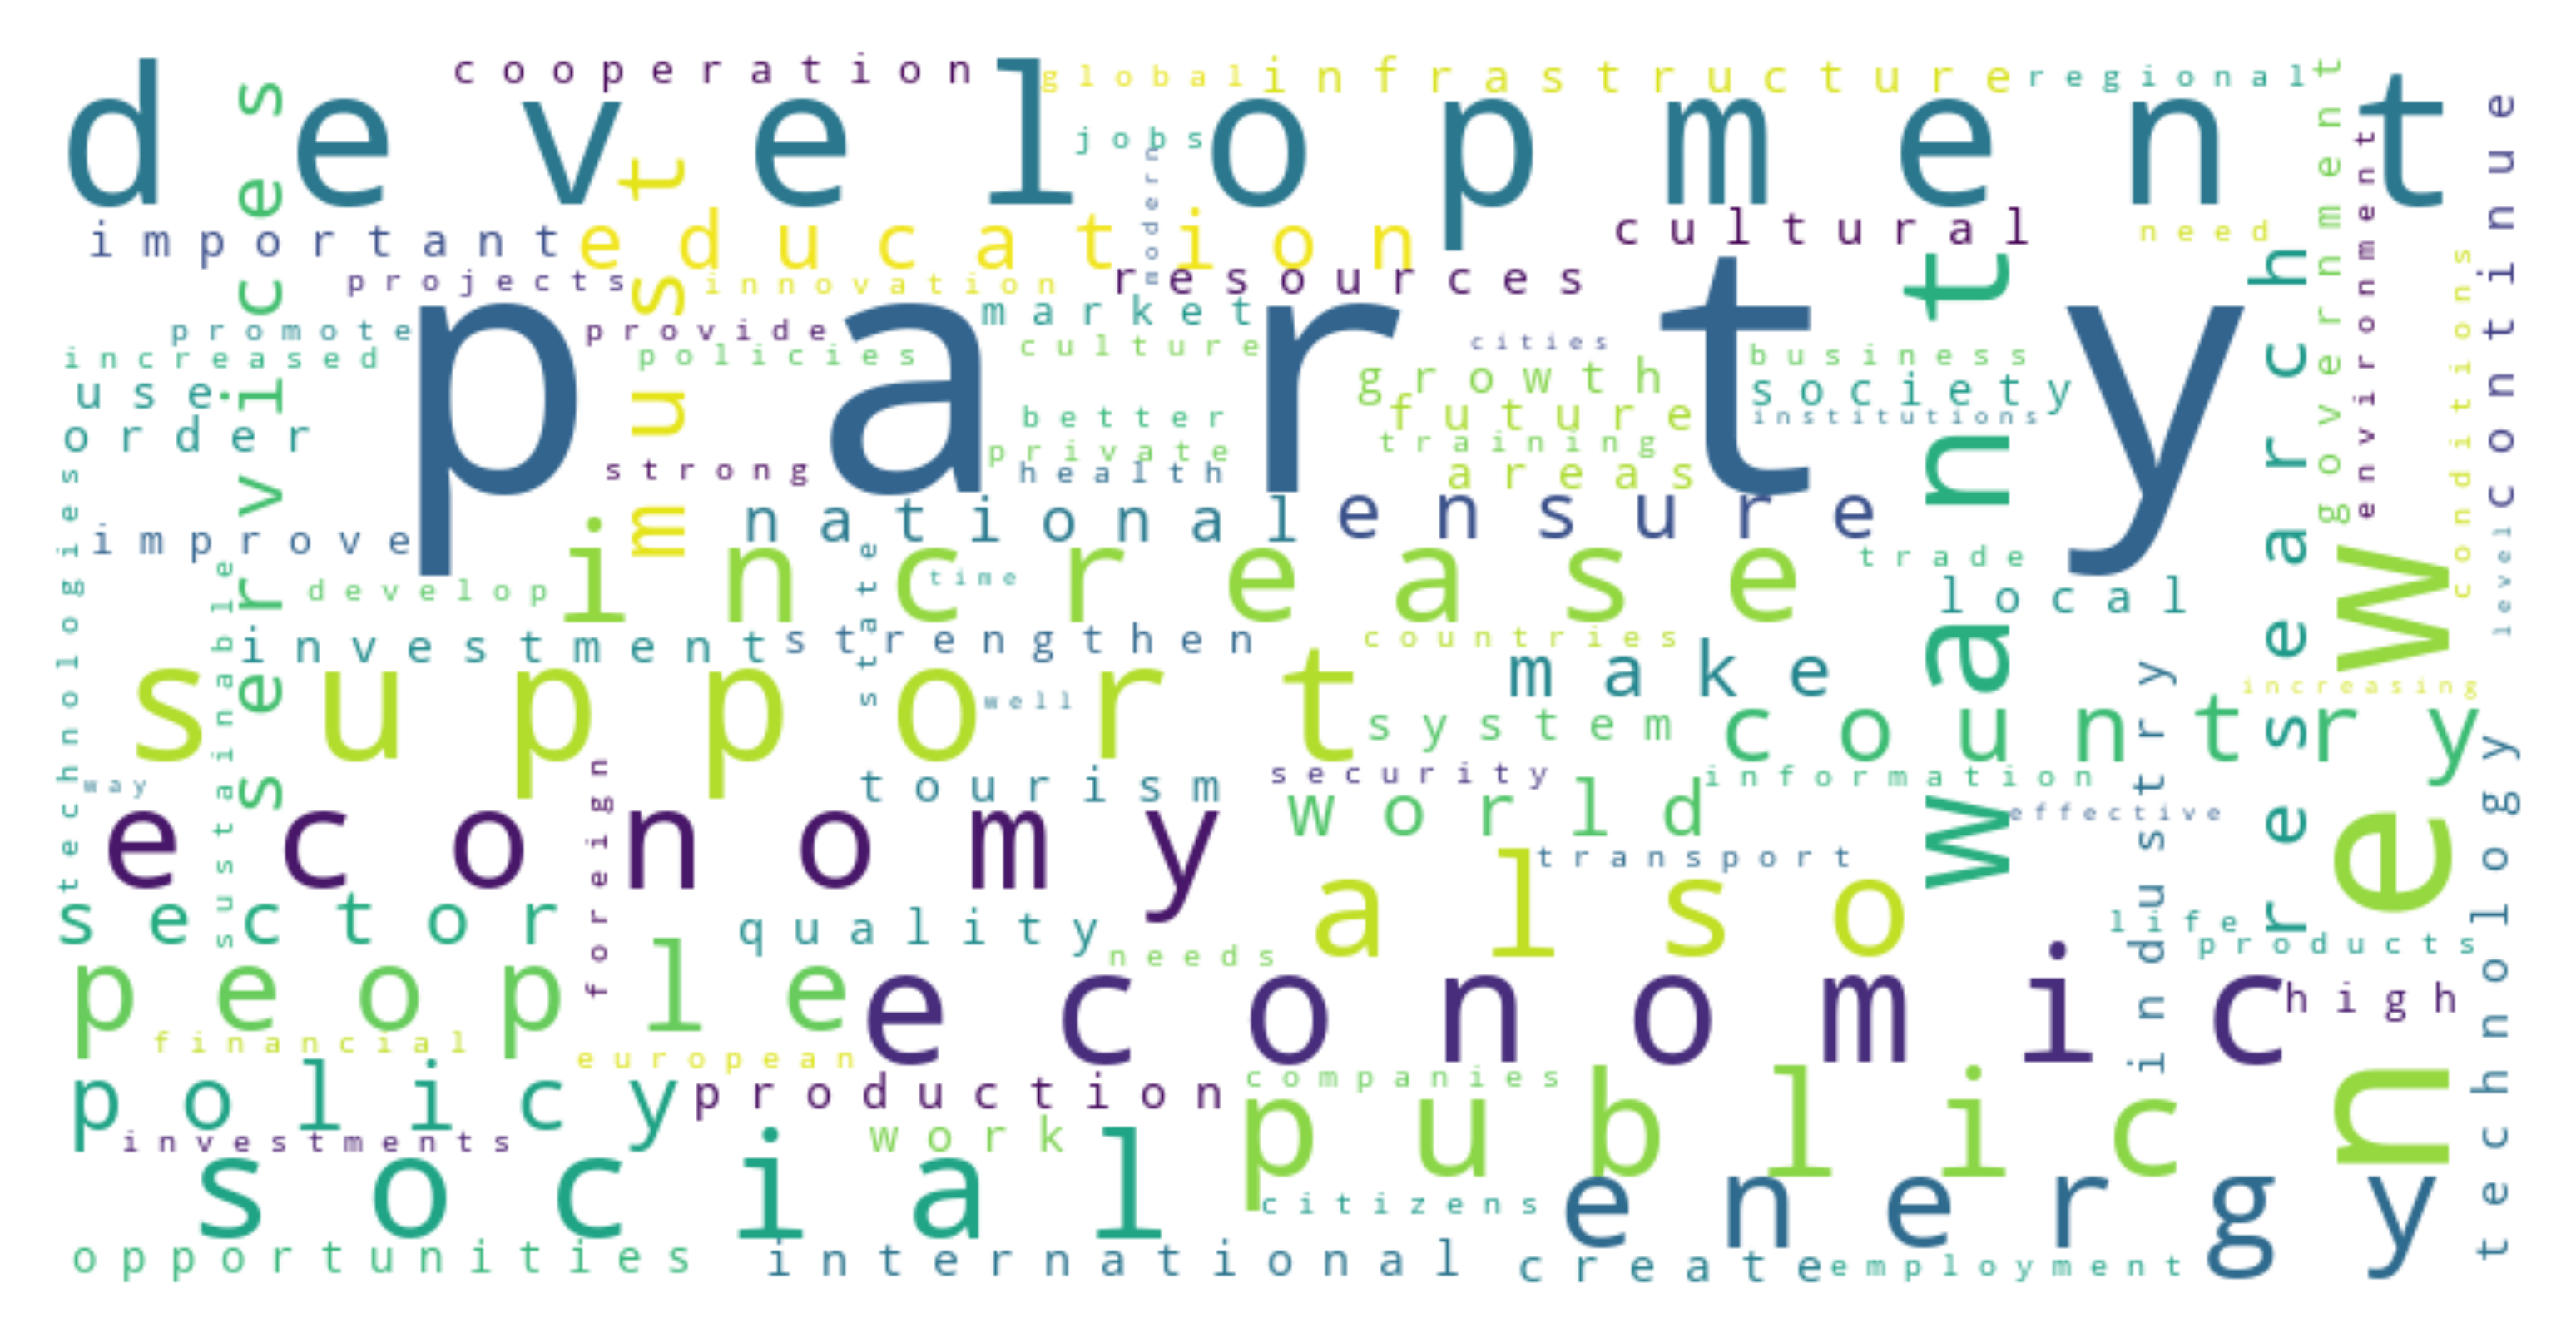 cooperation
global
infrastructure
regional
development
jobs
modern
services
must
important
education
cultural
need
government
environment
continue
projects
innovation
resources
market
promote
provide
party
want
research
conditions
increased
policies
culture
cities
business
use
growth
society
order
better
future
institutions
private
training
strong
health
areas
technologies
improve
national
ensure
increase
time
trade
level
develop
state
local
new
sustainable
investment
strengthen
countries
support
well
make
industry
increasing
system
country
way
foreign
tourism
security
information
technology
economy
world
effective
transport
sector
quality
also
life
needs
products
people
economic
high
financial
european
policy
production
companies
public
investments
work
social
citizens
energy
opportunities
international
create
employment